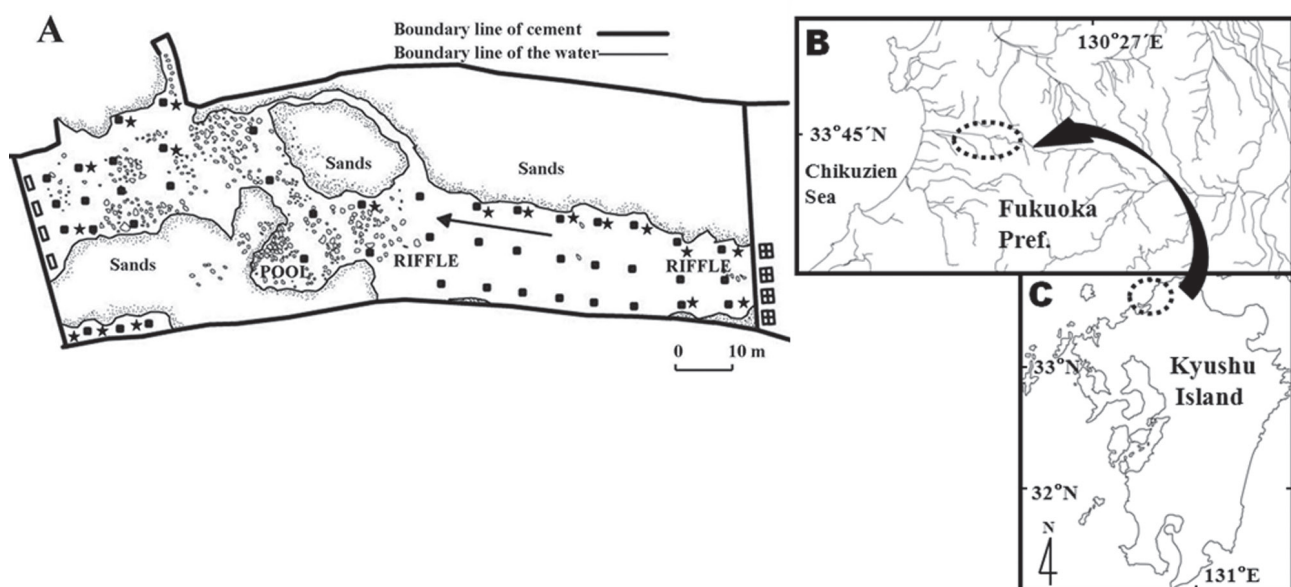 A
Boundary line of cement
Boundary line of the water
Sands
Sands
Sands
POOL
RIFFLE
RIFFLE
0 10 m
B
130°27′E
33°45′N
Chikuzien
Sea
Fukuoka
Pref.
C
33°N
Kyushu
Island
32°N
N
131°E